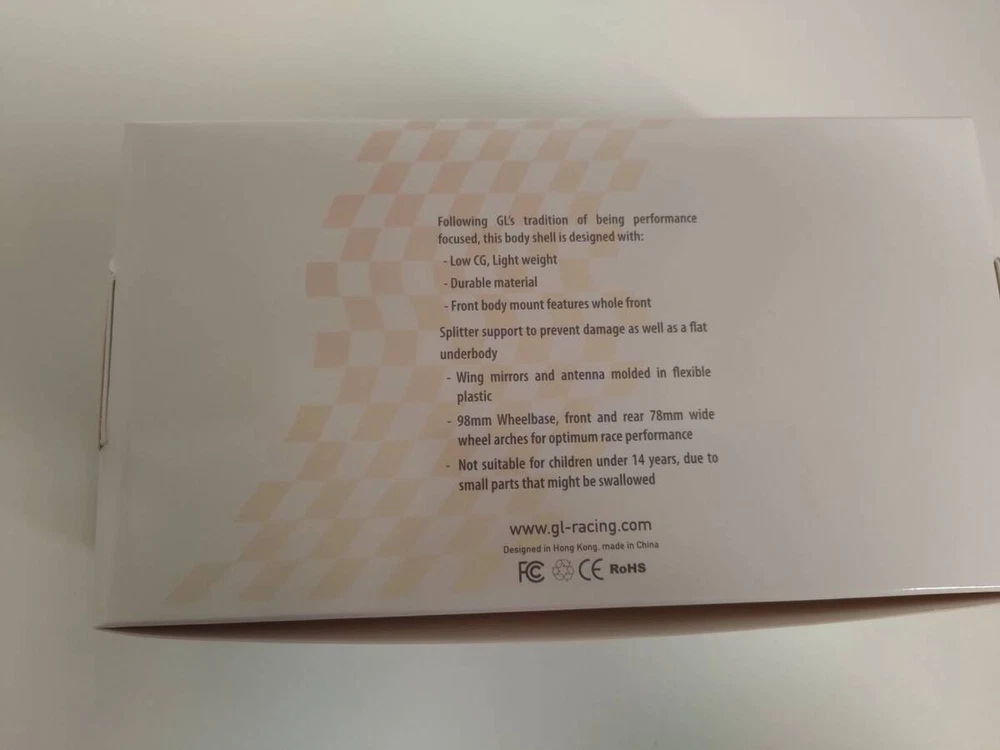 Following GL's tradition of being performance
focused, this body shell is designed with:
- Low CG, Light weight
- Durable material
- Front body mount features whole front
Splitter support to prevent damage as well as a flat
underbody
- Wing mirrors and antenna molded in flexible
plastic
- 98mm Wheelbase, front and rear 78mm wide
wheel arches for optimum race performance
- Not suitable for children under 14 years, due to
small parts that might be swallowed
www.gl-racing.com
Designed in Hong Kong. made in China
FC CE RoHS